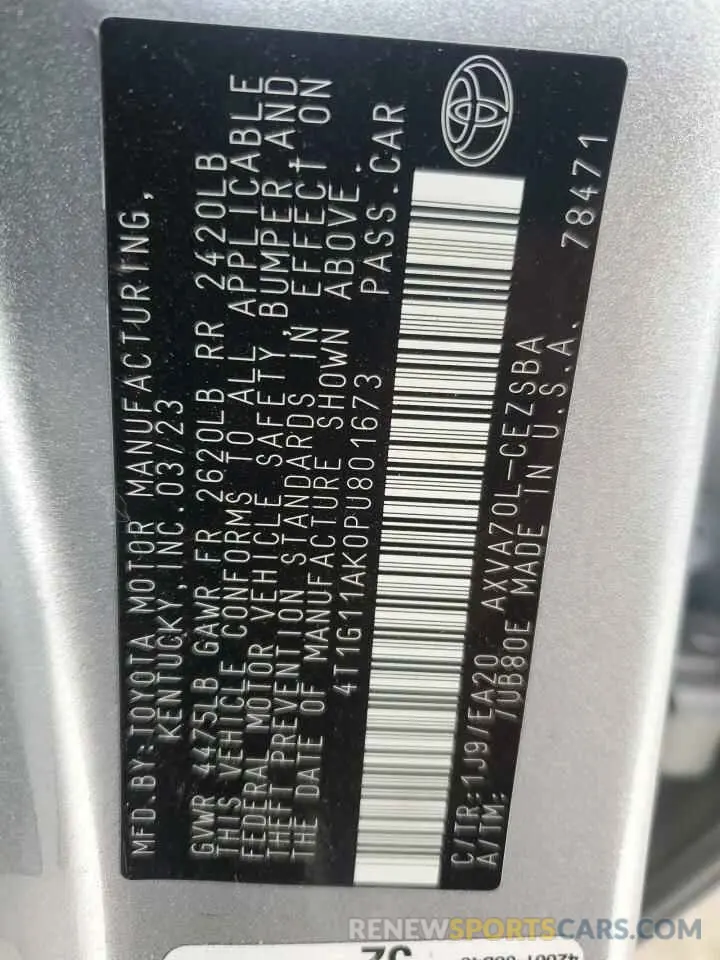 MFD.BY:TOYOTA MOTOR MANUFACTURING,
KENTUCKY,INC.03/23
GVWR 4475LB GAWR FR 2620LB RR 2420LB
THIS VEHICLE CONFORMS TO ALL APPLICABLE
FEDERAL MOTOR VEHICLE SAFETY,BUMPER,AND
THEFT PREVENTION STANDARDS IN EFFECT ON
THE DATE OF MANUFACTURE SHOWN ABOVE.
4T1G11AK0PU801673 PASS.CAR
C/TR:1J9/EA20 AXVA70L-CEZSBA
A/TM: /UB80E MADE IN U.S.A. 78471
RENEWSPORTSCARS.COM